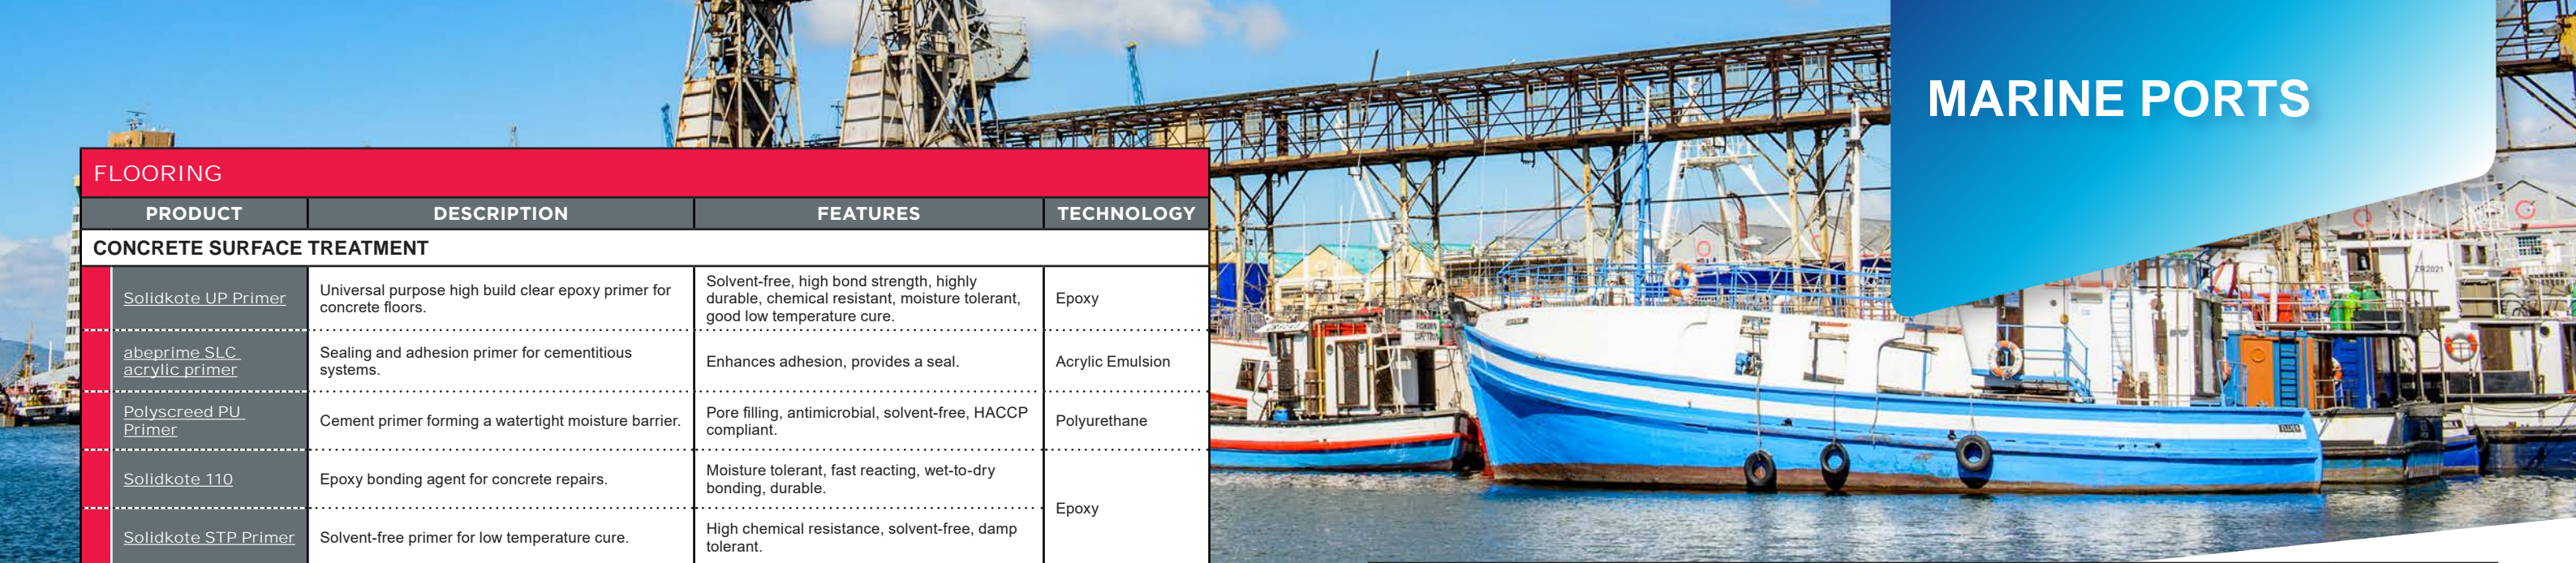 MARINE PORTS
FLOORING
PRODUCT DESCRIPTION FEATURES TECHNOLOGY
CONCRETE SURFACE TREATMENT
Solidkote UP Primer
Universal purpose high build clear epoxy primer for
concrete floors.
Solvent-free, high bond strength, highly
durable, chemical resistant, moisture tolerant,
good low temperature cure.
Epoxy
abeprime SLC
acrylic primer
Sealing and adhesion primer for cementitious
systems.
Enhances adhesion, provides a seal.
Acrylic Emulsion
Polyscreed PU
Primer
Cement primer forming a watertight moisture barrier.
Pore filling, antimicrobial, solvent-free, HACCP
compliant.
Polyurethane
Solidkote 110
Epoxy bonding agent for concrete repairs.
Moisture tolerant, fast reacting, wet-to-dry
bonding, durable.
Epoxy
Solidkote STP Primer
Solvent-free primer for low temperature cure.
High chemical resistance, solvent-free, damp
tolerant.
ZR2021